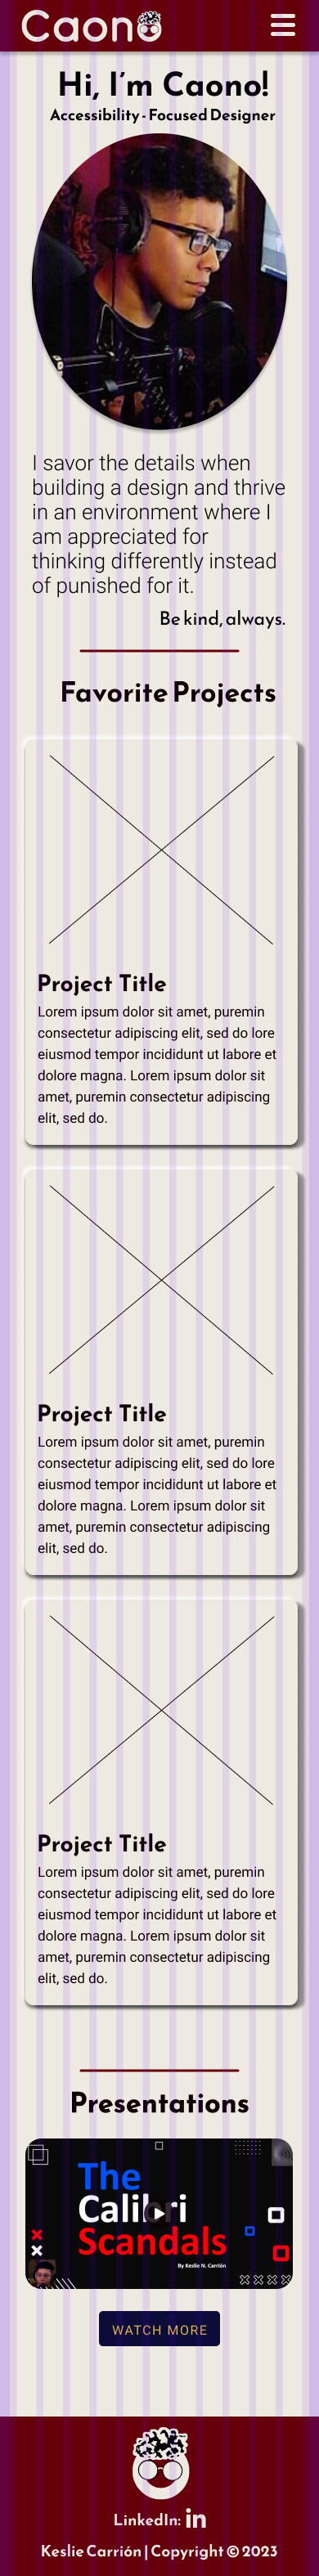 Caono
Hi, I'm Caono!
Accessibility - Focused Designer
I savor the details when
building a design and thrive
in an environment where I
am appreciated for
thinking differently instead
of punished for it.
Be kind, always.
Favorite Projects
Project Title
Lorem ipsum dolor sit amet, puremin
consectetur adipiscing elit, sed do lore
eiusmod tempor incididunt ut labore et
dolore magna. Lorem ipsum dolor sit
amet, puremin consectetur adipiscing
elit, sed do.
Project Title
Lorem ipsum dolor sit amet, puremin
consectetur adipiscing elit, sed do lore
eiusmod tempor incididunt ut labore et
dolore magna. Lorem ipsum dolor sit
amet, puremin consectetur adipiscing
elit, sed do.
Project Title
Lorem ipsum dolor sit amet, puremin
consectetur adipiscing elit, sed do lore
eiusmod tempor incididunt ut labore et
dolore magna. Lorem ipsum dolor sit
amet, puremin consectetur adipiscing
elit, sed do.
Presentations
The
Calibri
Scandals
By Keslie N. Carrión
WATCH MORE
LinkedIn: in
Keslie Carrión | Copyright © 2023